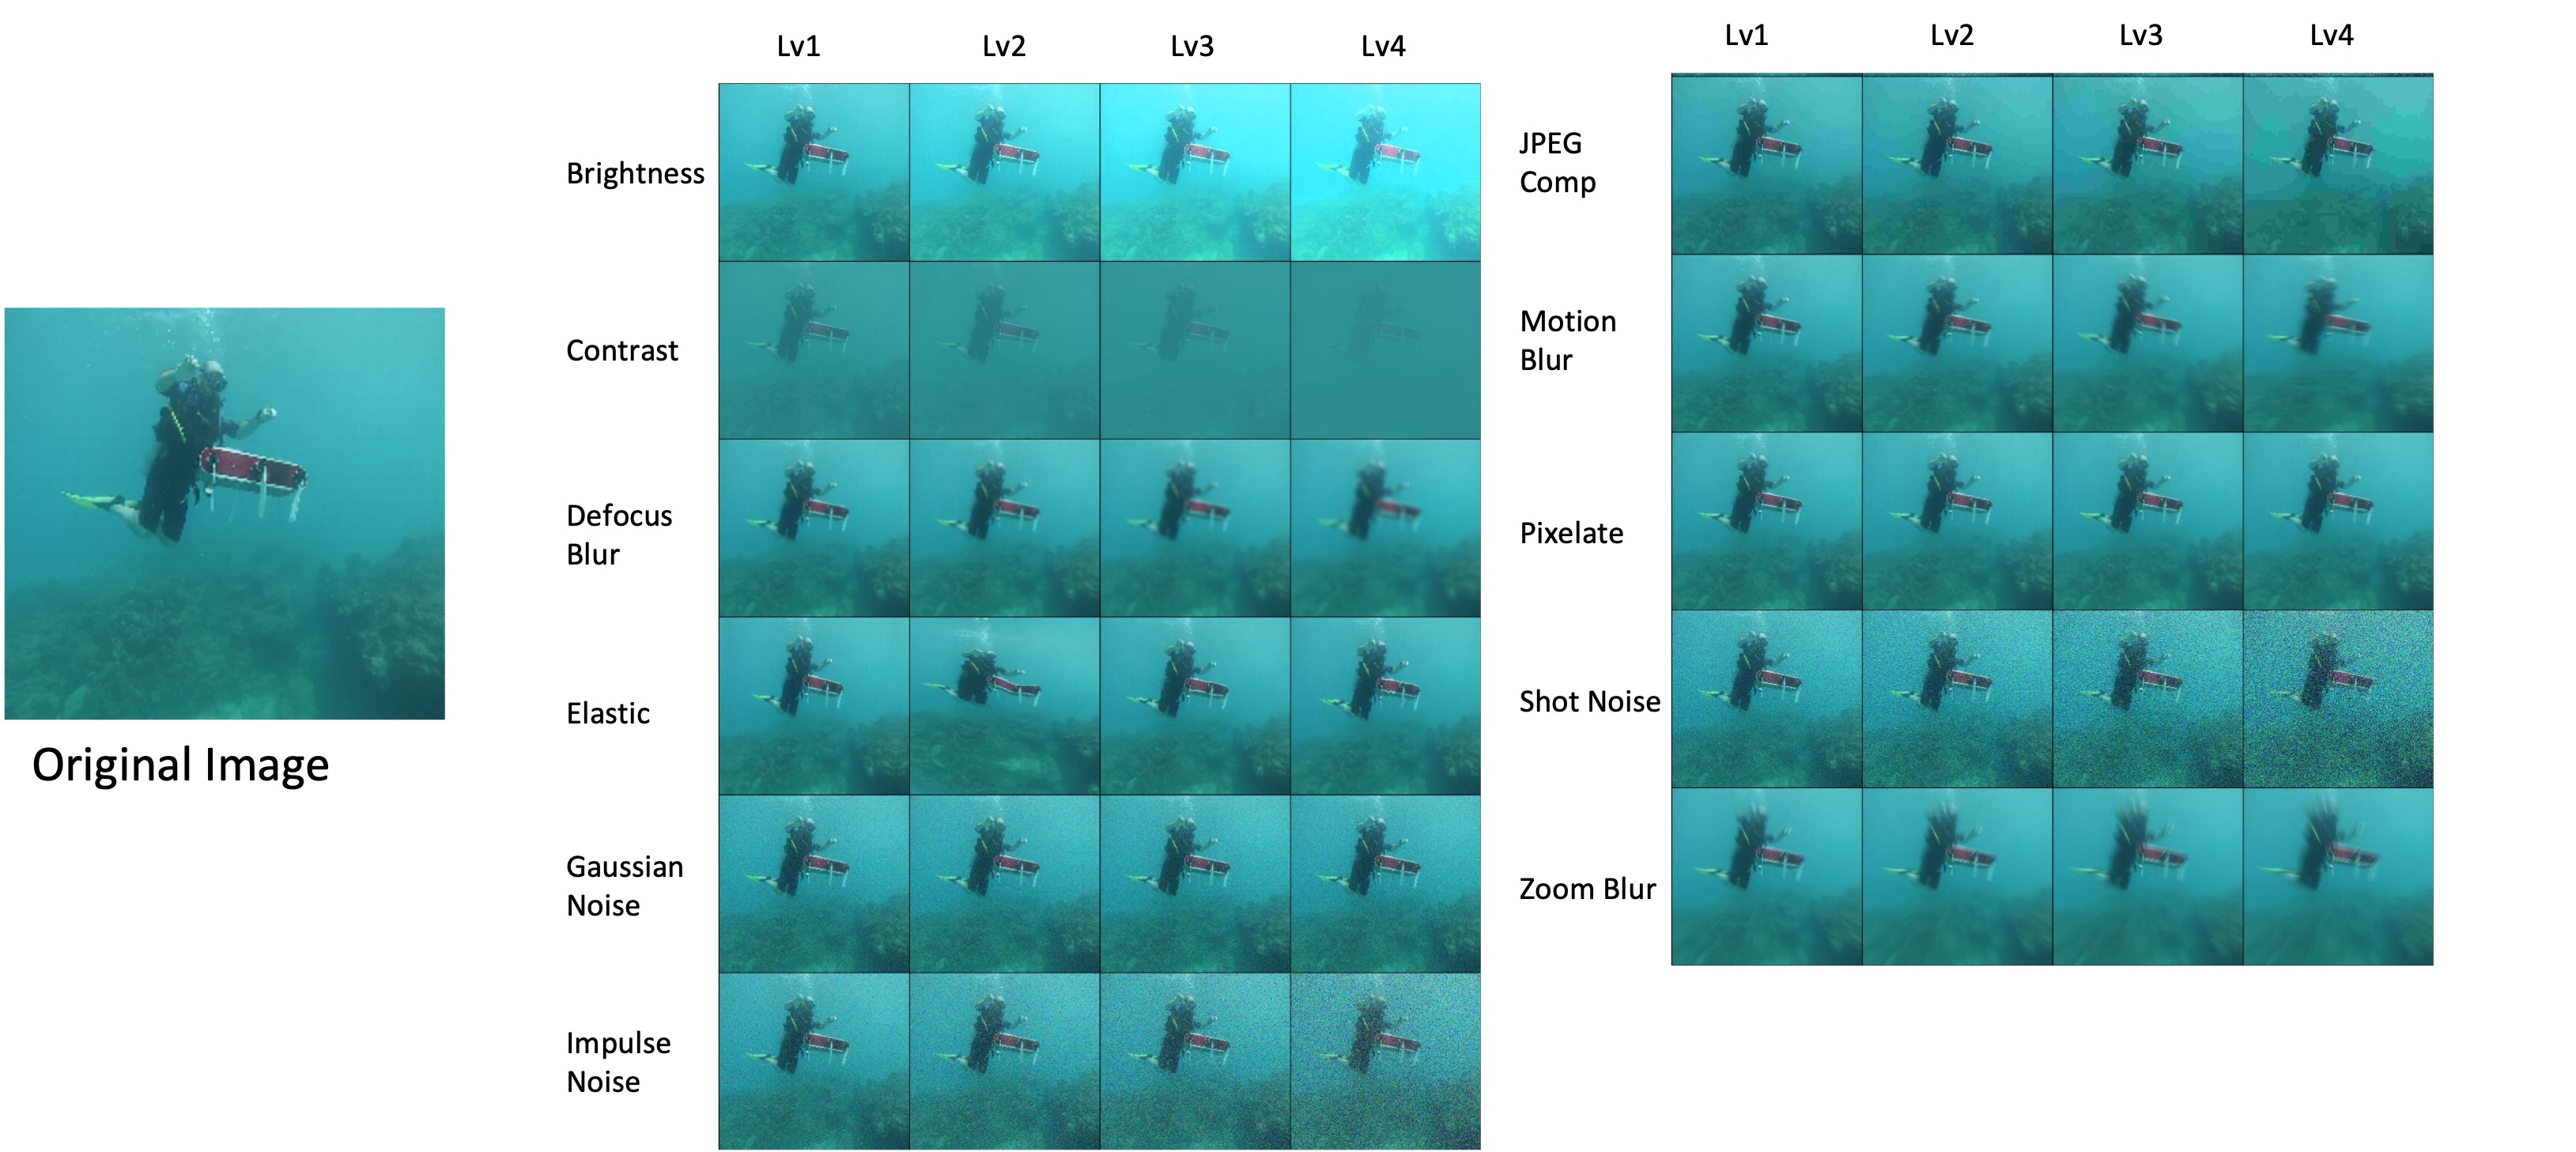 Original Image
Lv1 Lv2 Lv3 Lv4
Brightness
Contrast
Defocus
Blur
Elastic
Gaussian
Noise
Impulse
Noise
Lv1 Lv2 Lv3 Lv4
JPEG
Comp
Motion
Blur
Pixelate
Shot Noise
Zoom Blur